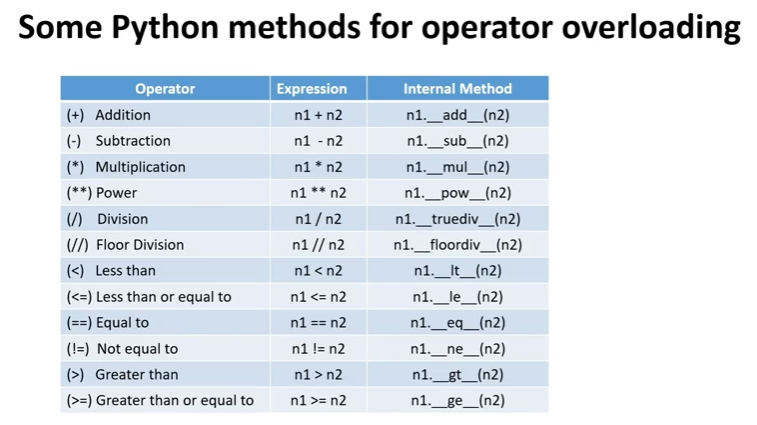 Some Python methods for operator overloading
Operator Expression Internal Method
(+) Addition n1 + n2 n1.__add__(n2)
(-) Subtraction n1 - n2 n1.__sub__(n2)
(*) Multiplication n1 * n2 n1.__mul__(n2)
(**) Power n1 ** n2 n1.__pow__(n2)
(/) Division n1 / n2 n1.__truediv__(n2)
(//) Floor Division n1 // n2 n1.__floordiv__(n2)
(<) Less than n1 < n2 n1.__lt__(n2)
(<=) Less than or equal to n1 <= n2 n1.__le__(n2)
(==) Equal to n1 == n2 n1.__eq__(n2)
(!=) Not equal to n1 != n2 n1.__ne__(n2)
(>) Greater than n1 > n2 n1.__gt__(n2)
(>=) Greater than or equal to n1 >= n2 n1.__ge__(n2)